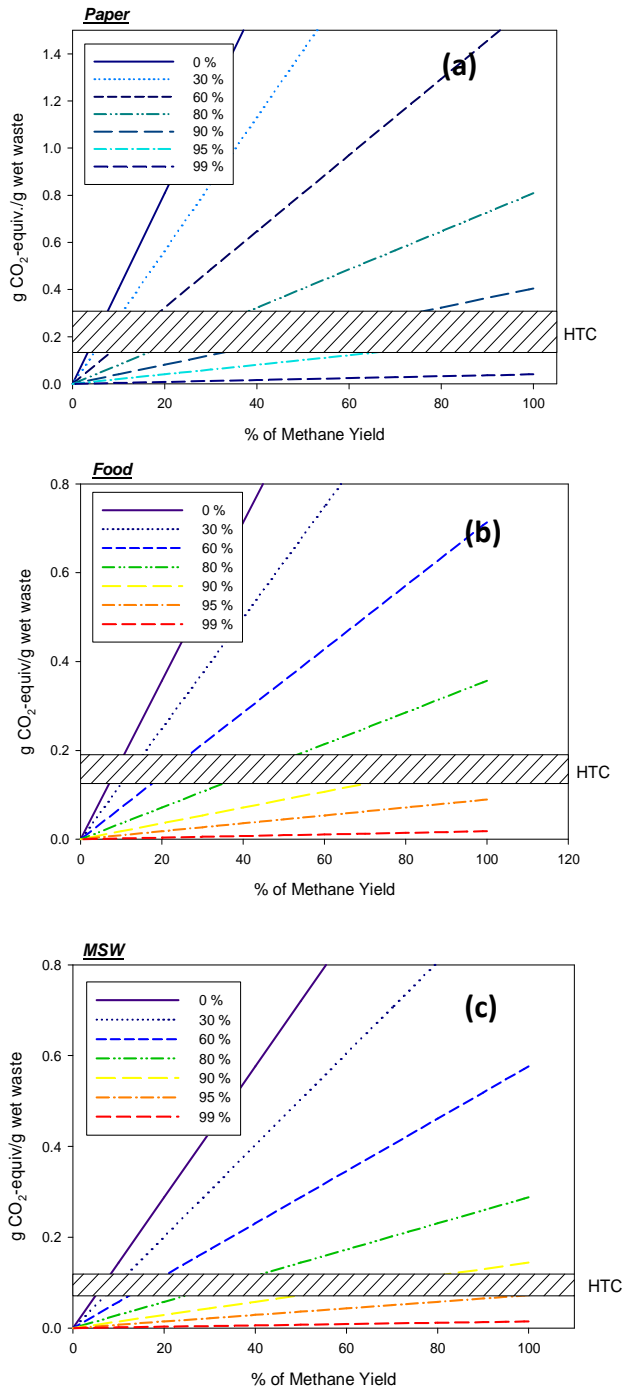 Paper
(a)
0 %
30 %
60 %
80 %
90 %
95 %
99 %
g CO₂-equiv./g wet waste
1.4
1.2
1.0
0.8
0.6
0.4
0.2
0.0
HTC
0 20 40 60 80 100
% of Methane Yield
Food
(b)
0 %
30 %
60 %
80 %
90 %
95 %
99 %
g CO₂-equiv/g wet waste
0.8
0.6
0.4
0.2
0.0
HTC
0 20 40 60 80 100 120
% of Methane Yield
MSW
(c)
0 %
30 %
60 %
80 %
90 %
95 %
99 %
g CO₂-equiv/g wet waste
0.8
0.6
0.4
0.2
0.0
HTC
0 20 40 60 80 100
% of Methane Yield